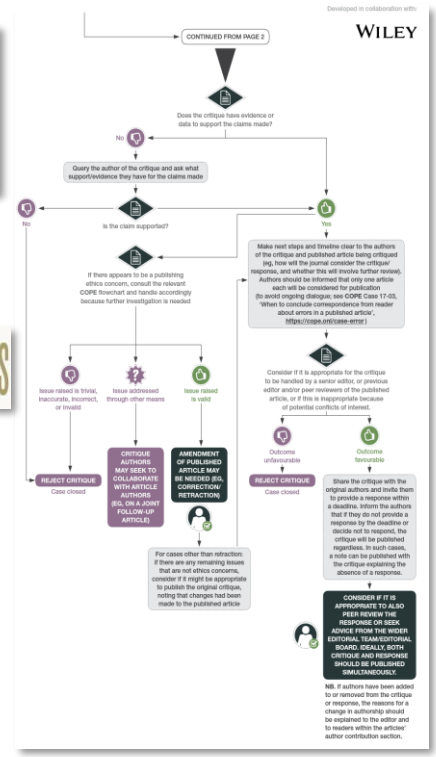 Developed in collaboration with:
WILEY
CONTINUED FROM PAGE 2
Does the critique have evidence or
data to support the claims made?
No
Query the author of the critique and ask what
support/evidence they have for the claims made
No
Is the claim supported?
Yes
If there appears to be a publishing
ethics concern, consult the relevant
COPE flowchart and handle accordingly
because further investigation is needed
Make next steps and timeline clear to the authors
of the critique and published article being critiqued
(eg, how will the journal consider the critique/
response, and whether this will involve further review).
Authors should be informed that only one article
each will be considered for publication
(to avoid ongoing dialogue; see COPE Case 17-03,
'When to conclude correspondence from reader
about errors in a published article',
https://cope.onl/case-error)
Issue raised is trivial,
inaccurate, incorrect,
or invalid
Issue addressed
through other means
Issue raised
is valid
Consider if it is appropriate for the critique
to be handled by a senior editor, or previous
editor and/or peer reviewers of the published
article, or if this is inappropriate because
of potential conflicts of interest.
REJECT CRITIQUE
Case closed
CRITIQUE
AUTHORS
MAY SEEK TO
COLLABORATE
WITH ARTICLE
AUTHORS
(EG, ON A JOINT
FOLLOW-UP
ARTICLE)
AMENDMENT
OF PUBLISHED
ARTICLE MAY
BE NEEDED (EG,
CORRECTION/
RETRACTION)
Outcome
unfavourable
Outcome
favourable
REJECT CRITIQUE
Case closed
Share the critique with the
original authors and invite them
to provide a response within
a deadline. Inform the authors
that if they do not provide a
response by the deadline or
decide not to respond, the
critique will be published
regardless. In such cases,
a note can be published with
the critique explaining the
absence of a response.
For cases other than retraction:
If there are any remaining issues
that are not ethics concerns,
consider if it might be appropriate
to publish the original critique,
noting that changes had been
made to the published article
CONSIDER IF IT IS
APPROPRIATE TO ALSO
PEER REVIEW THE
RESPONSE OR SEEK
ADVICE FROM THE WIDER
EDITORIAL TEAM/EDITORIAL
BOARD. IDEALLY, BOTH
CRITIQUE AND RESPONSE
SHOULD BE PUBLISHED
SIMULTANEOUSLY.
NB. If authors have been added
to or removed from the critique
or response, the reasons for a
change in authorship should
be explained to the editor and
to readers within the articles'
author contribution section.